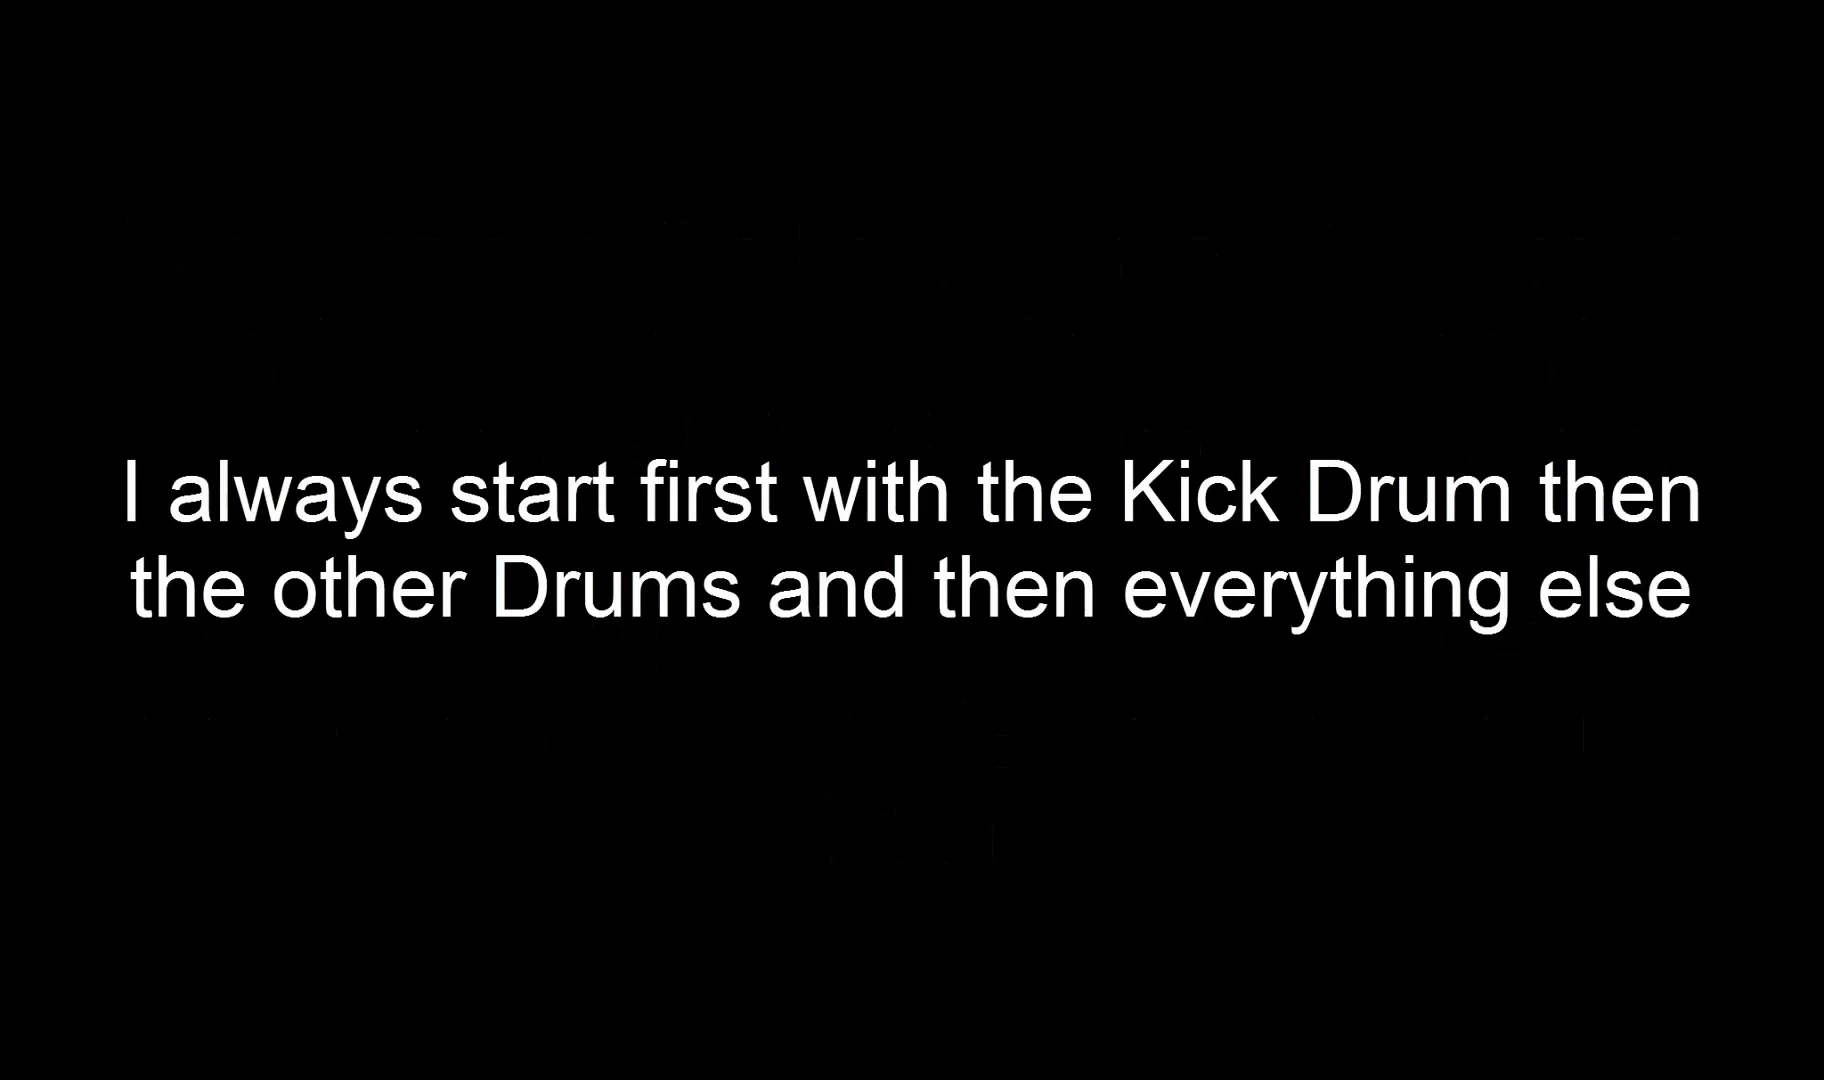 I always start first with the Kick Drum then
the other Drums and then everything else